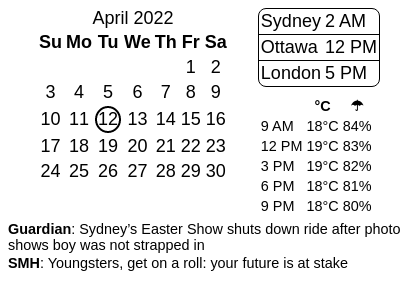 April 2022
Su Mo Tu We Th Fr Sa
1 2
3 4 5 6 7 8 9
10 11 12 13 14 15 16
17 18 19 20 21 22 23
24 25 26 27 28 29 30
Sydney 2 AM
Ottawa 12 PM
London 5 PM
°C ☂
9 AM 18°C 84%
12 PM 19°C 83%
3 PM 19°C 82%
6 PM 18°C 81%
9 PM 18°C 80%
Guardian: Sydney’s Easter Show shuts down ride after photo
shows boy was not strapped in
SMH: Youngsters, get on a roll: your future is at stake